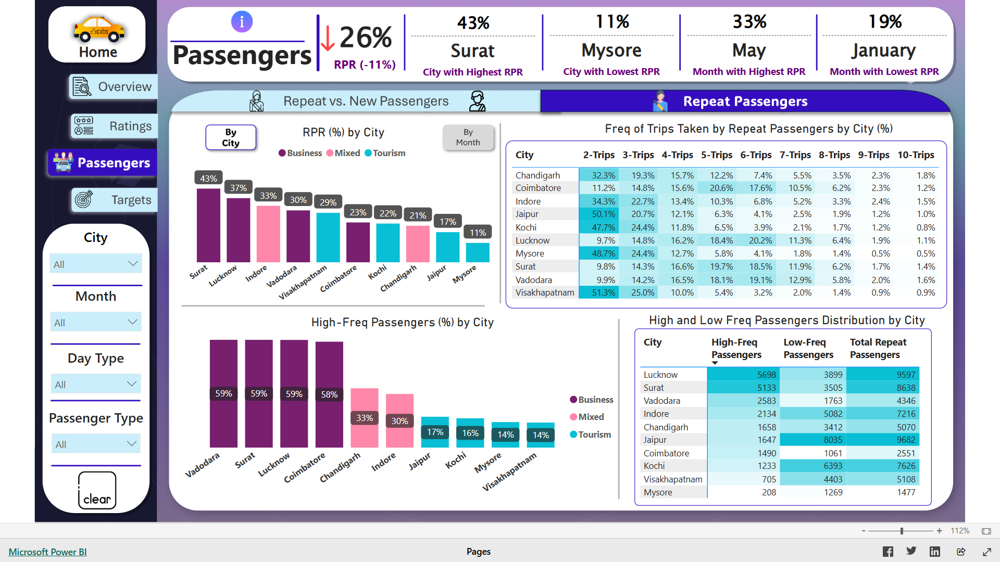 cabs
Home
Overview
Ratings
Passengers
Targets
City
All
Month
All
Day Type
All
Passenger Type
All
clear
i
Passengers
26%
RPR (-11%)
43%
Surat
City with Highest RPR
11%
Mysore
City with Lowest RPR
33%
May
Month with Highest RPR
19%
January
Month with Lowest RPR
Repeat vs. New Passengers
Repeat Passengers
By
City
RPR (%) by City
By
Month
Business Mixed Tourism
43%
37%
33%
30%
29%
23%
22%
21%
17%
11%
Surat
Lucknow
Indore
Vadodara
Visakhapatnam
Coimbatore
Kochi
Chandigarh
Jaipur
Mysore
Freq of Trips Taken by Repeat Passengers by City (%)
City 2-Trips 3-Trips 4-Trips 5-Trips 6-Trips 7-Trips 8-Trips 9-Trips 10-Trips
Chandigarh 32.3% 19.3% 15.7% 12.2% 7.4% 5.5% 3.5% 2.3% 1.8%
Coimbatore 11.2% 14.8% 15.6% 20.6% 17.6% 10.5% 6.2% 2.3% 1.2%
Indore 34.3% 22.7% 13.4% 10.3% 6.8% 5.2% 3.3% 2.4% 1.5%
Jaipur 50.1% 20.7% 12.1% 6.3% 4.1% 2.5% 1.9% 1.2% 1.0%
Kochi 47.7% 24.4% 11.8% 6.5% 3.9% 2.1% 1.7% 1.2% 0.8%
Lucknow 9.7% 14.8% 16.2% 18.4% 20.2% 11.3% 6.4% 1.9% 1.1%
Mysore 48.7% 24.4% 12.7% 5.8% 4.1% 1.8% 1.4% 0.5% 0.5%
Surat 9.8% 14.3% 16.6% 19.7% 18.5% 11.9% 6.2% 1.7% 1.4%
Vadodara 9.9% 14.2% 16.5% 18.1% 19.1% 12.9% 5.8% 2.0% 1.6%
Visakhapatnam 51.3% 25.0% 10.0% 5.4% 3.2% 2.0% 1.4% 0.9% 0.9%
High-Freq Passengers (%) by City
59%
59%
59%
58%
33%
30%
17%
16%
14%
14%
Vadodara
Surat
Lucknow
Coimbatore
Chandigarh
Indore
Jaipur
Kochi
Mysore
Visakhapatnam
Business
Mixed
Tourism
High and Low Freq Passengers Distribution by City
City High-Freq Low-Freq Total Repeat
Passengers Passengers Passengers
Lucknow 5698 3899 9597
Surat 5133 3505 8638
Vadodara 2583 1763 4346
Indore 2134 5082 7216
Chandigarh 1658 3412 5070
Jaipur 1647 8035 9682
Coimbatore 1490 1061 2551
Kochi 1233 6393 7626
Visakhapatnam 705 4403 5108
Mysore 208 1269 1477
- + 112%
Microsoft Power BI
Pages